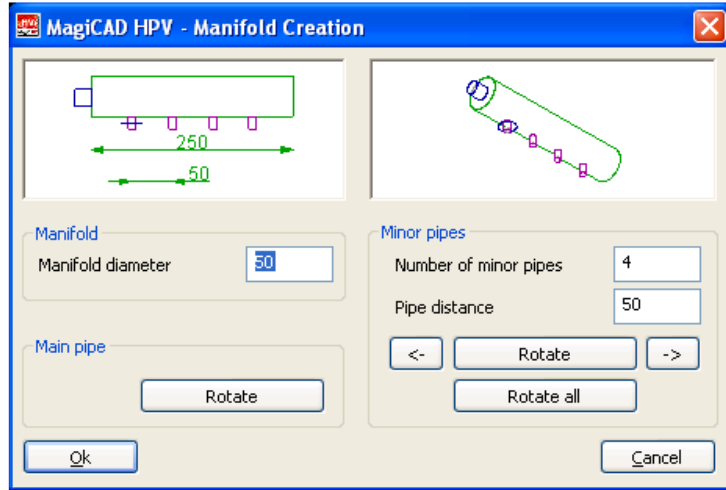 MagiCAD HPV - Manifold Creation
250
50
Manifold
Manifold diameter
50
Main pipe
Rotate
Minor pipes
Number of minor pipes
4
Pipe distance
50
<-
Rotate
->
Rotate all
Ok
Cancel